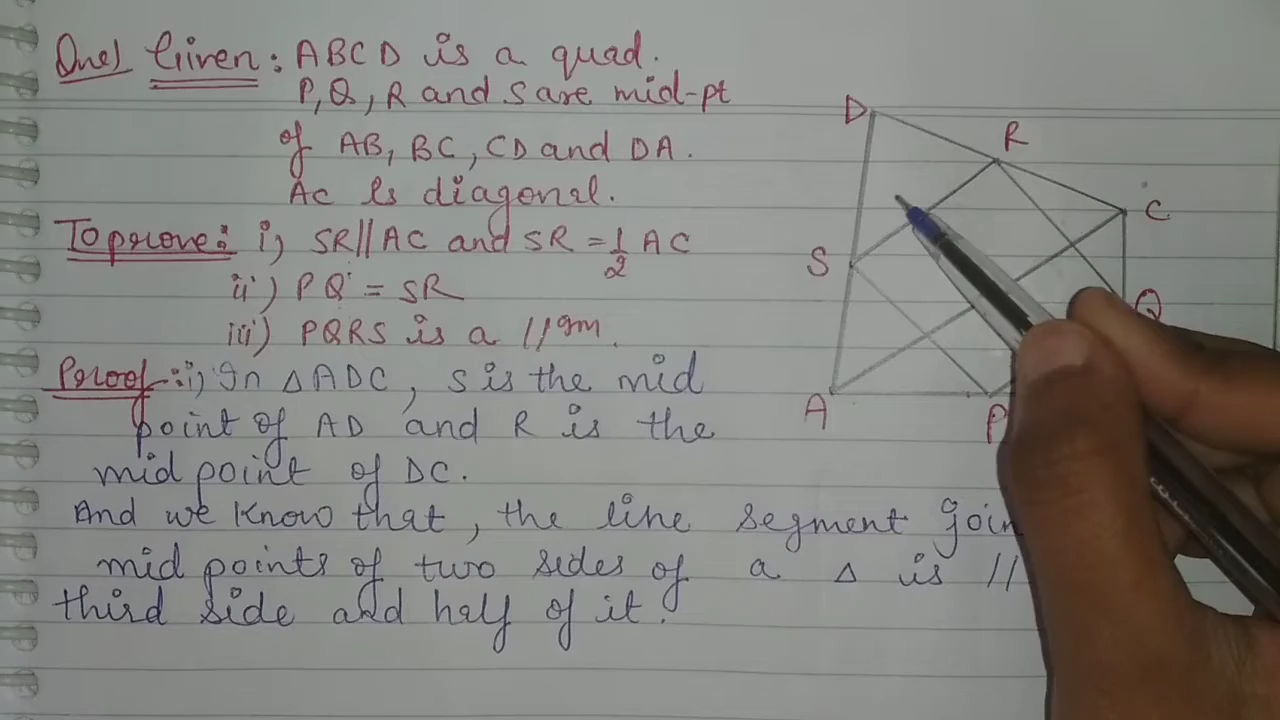 Que1 Given: ABCD is a quad.
P, Q, R and S are mid-pt
of AB, BC, CD and DA.
AC is diagonal.
To prove: i) SR // AC and SR = 1/2 AC
ii) PQ = SR
iii) PQRS is a //gm.
Proof: i) In △ADC, S is the mid
point of AD and R is the
mid point of DC.
And we know that, the line segment join
mid points of two sides of a △ is //
third side and half of it.
D
R
C
S
Q
A
P